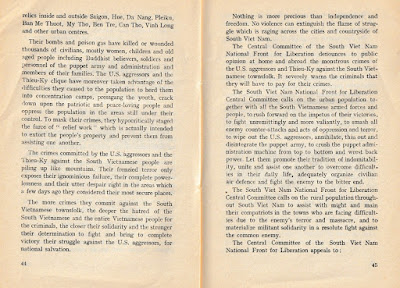 relics inside and outside Saigon, Hue, Da Nang, Pleiku,
Ban Me Thuot, My Tho, Ben Tre, Can Tho, Vinh Long
and other urban centres.
Their bombs and poison gas have killed or wounded
thousands of civilians, mostly women, children and old
aged people including Buddhist believers, soldiers and
personnel of the puppet army and administration and
members of their families. The U.S. aggressors and the
Thieu-Ky clique have moreover taken advantage of the
difficulties they caused to the population to herd them
into concentration camps, pressgang the youth, crack
down upon the patriotic and peace-loving people and
oppress the population in the areas still under their
control. To mask their crimes, they hypocritically staged
the farce of " relief work " which is actually intended
to extort the people's property and prevent them from
assisting one another.
The crimes committed by the U.S. aggressors and the
Thieu-Ky against the South Vietnamese people are
piling up like mountains. Their frenzied terror only
exposes their ignominious failure, their complete power-
lessness and their utter despair right in the areas which
a few days ago they considered their most secure places.
The more crimes they commit against the South
Vietnamese townsfolk, the deeper the hatred of the
South Vietnamese and the entire Vietnamese people for
the criminals, the closer their solidarity and the stronger
their determination to fight and bring to complete
victory their struggle against the U.S. aggressors, for
national salvation.
44
Nothing is more precious than independence and
freedom. No violence can extinguish the flame of strug-
gle which is raging across the cities and countryside of
South Viet Nam.
The Central Committee of the South Viet Nam
National Front for Liberation denounces to public
opinion at home and abroad the monstrous crimes of
the U.S. aggressors and Thieu-Ky against the South Viet-
namese townsfolk. It severely warns the criminals that
they will have to pay for their crimes.
The South Viet Nam National Front for Liberation
Central Committee calls on the urban population to-
gether with all the South Vietnamese armed forces and
people, to rush forward on the impetus of their victories,
to fight unremittingly and more valiantly, to smash all
enemy counter-attacks and acts of oppression and terror,
to wipe out the U.S. aggressors, annihilate, thin out and
disintegrate the puppet army, to crush the puppet admi-
nistration machine from top to bottom and wrest back
power. Let them promote their tradition of indomitabi-
lity, unite and assist one another to overcome difficulti-
es in their daily life, adequately organize civilian
air defence and fight the enemy to the bitter end.
The South Viet Nam National Front for Liberation
Central Committee calls on the rural population through-
out South Viet Nam to assist with might and main
their compatriots in the towns who are facing difficul-
ties due to the enemy's terror and massacre, and to
materialize militant solidarity in a resolute fight against
the common enemy.
The Central Committee of the South Viet Nam
National Front for Liberation appeals to :
45